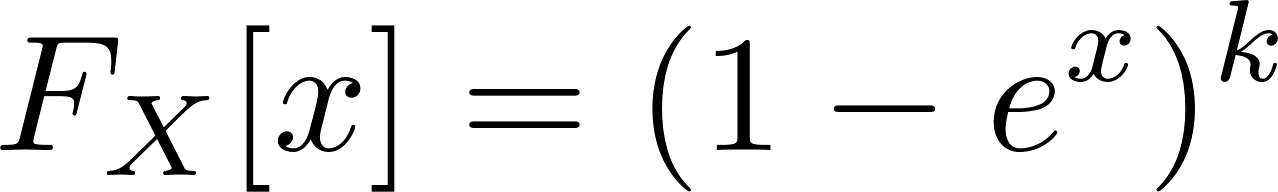 F_X[x] = (1 − e^x)^k